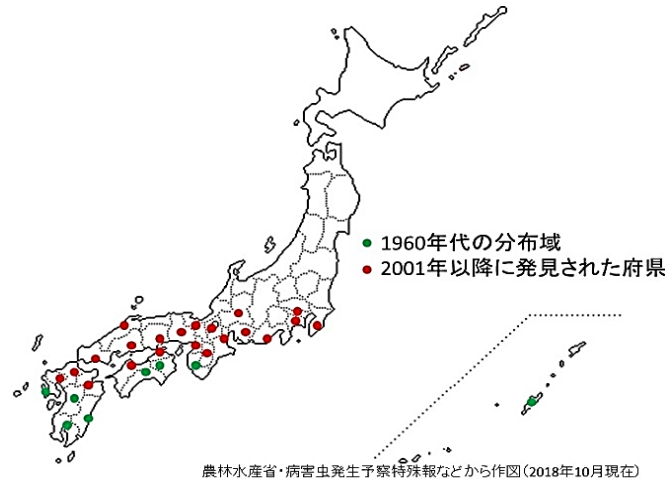 1960年代の分布域
2001年以降に発見された府県
農林水産省・病害虫発生予察特殊報などから作図（2018年10月現在）